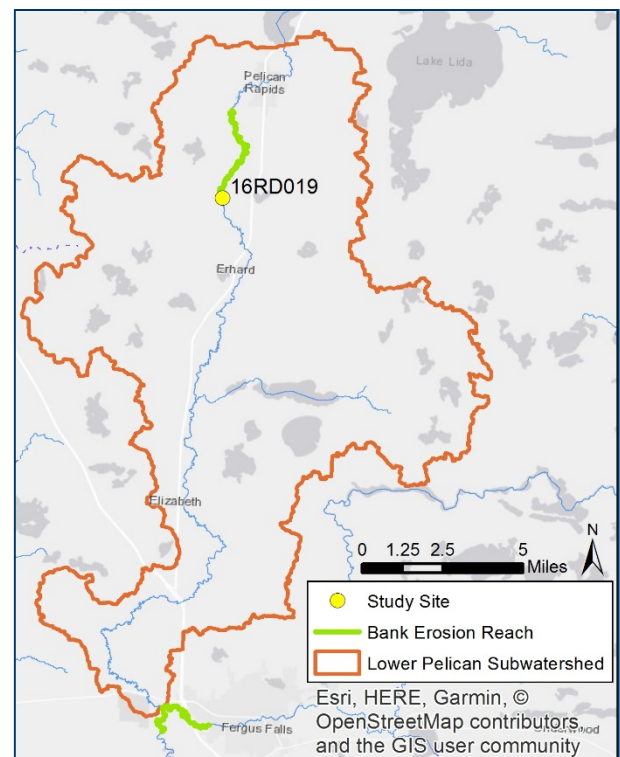 Lake Lida
Pelican
Rapids
16RD019
Erhard
Elizabeth
N
0 1.25 2.5 5
Miles
Study Site
Bank Erosion Reach
Lower Pelican Subwatershed
Esri, HERE, Garmin, ©
Fergus Falls
OpenStreetMap contributors,
Underwood
and the GIS user community